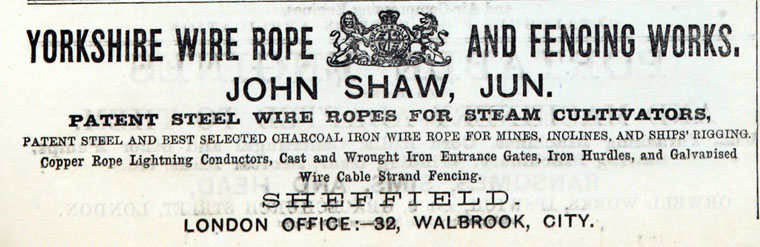 YORKSHIRE WIRE ROPE AND FENCING WORKS.
JOHN SHAW, JUN.
PATENT STEEL WIRE ROPES FOR STEAM CULTIVATORS,
PATENT STEEL AND BEST SELECTED CHARCOAL IRON WIRE ROPE FOR MINES, INCLINES, AND SHIPS' RIGGING.
Copper Rope Lightning Conductors, Cast and Wrought Iron Entrance Gates, Iron Hurdles, and Galvanised
Wire Cable Strand Fencing.
SHEFFIELD.
LONDON OFFICE:—32, WALBROOK, CITY.